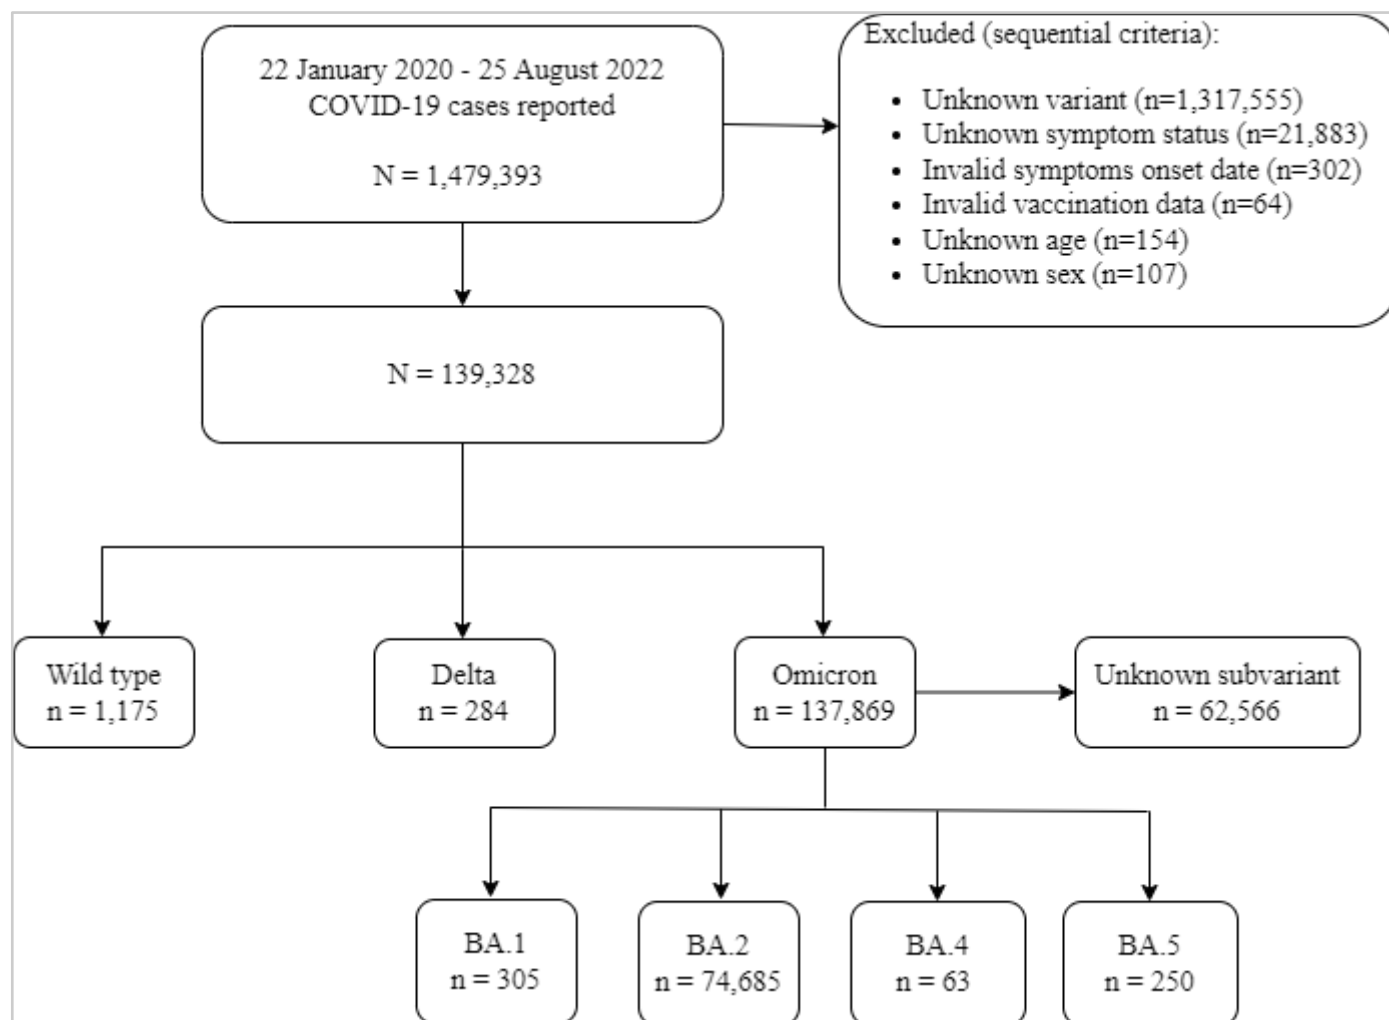 22 January 2020 - 25 August 2022
COVID-19 cases reported
N = 1,479,393
Excluded (sequential criteria):
• Unknown variant (n=1,317,555)
• Unknown symptom status (n=21,883)
• Invalid symptoms onset date (n=302)
• Invalid vaccination data (n=64)
• Unknown age (n=154)
• Unknown sex (n=107)
N = 139,328
Wild type
n = 1,175
Delta
n = 284
Omicron
n = 137,869
Unknown subvariant
n = 62,566
BA.1
n = 305
BA.2
n = 74,685
BA.4
n = 63
BA.5
n = 250